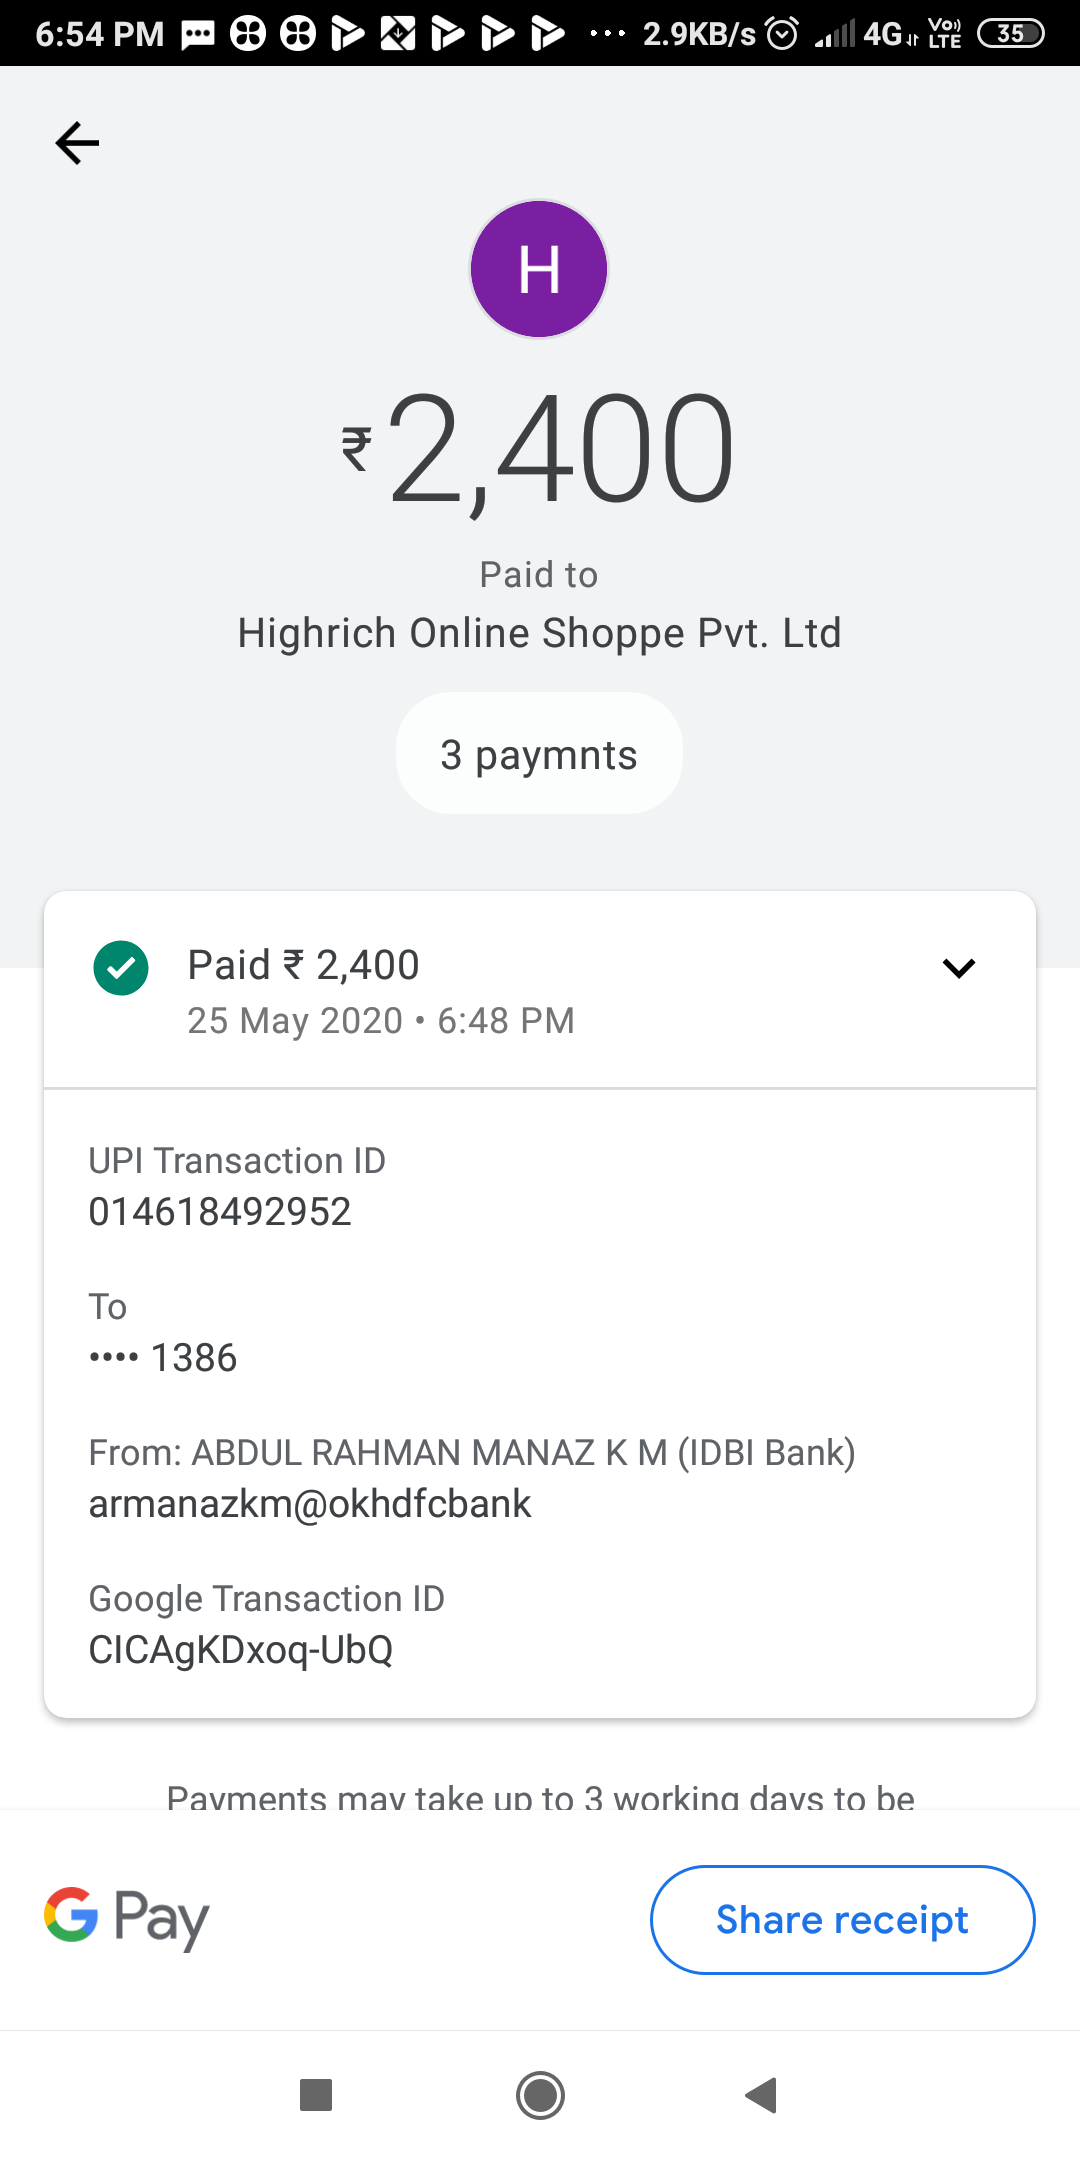 6:54 PM 2.9KB/s 4G Vo)) LTE 35
H
₹2,400
Paid to
Highrich Online Shoppe Pvt. Ltd
3 paymnts
Paid ₹ 2,400
25 May 2020 • 6:48 PM
UPI Transaction ID
014618492952
To
•••• 1386
From: ABDUL RAHMAN MANAZ K M (IDBI Bank)
armanazkm@okhdfcbank
Google Transaction ID
CICAgKDxoq-UbQ
Payments may take up to 3 working days to be
G Pay
Share receipt